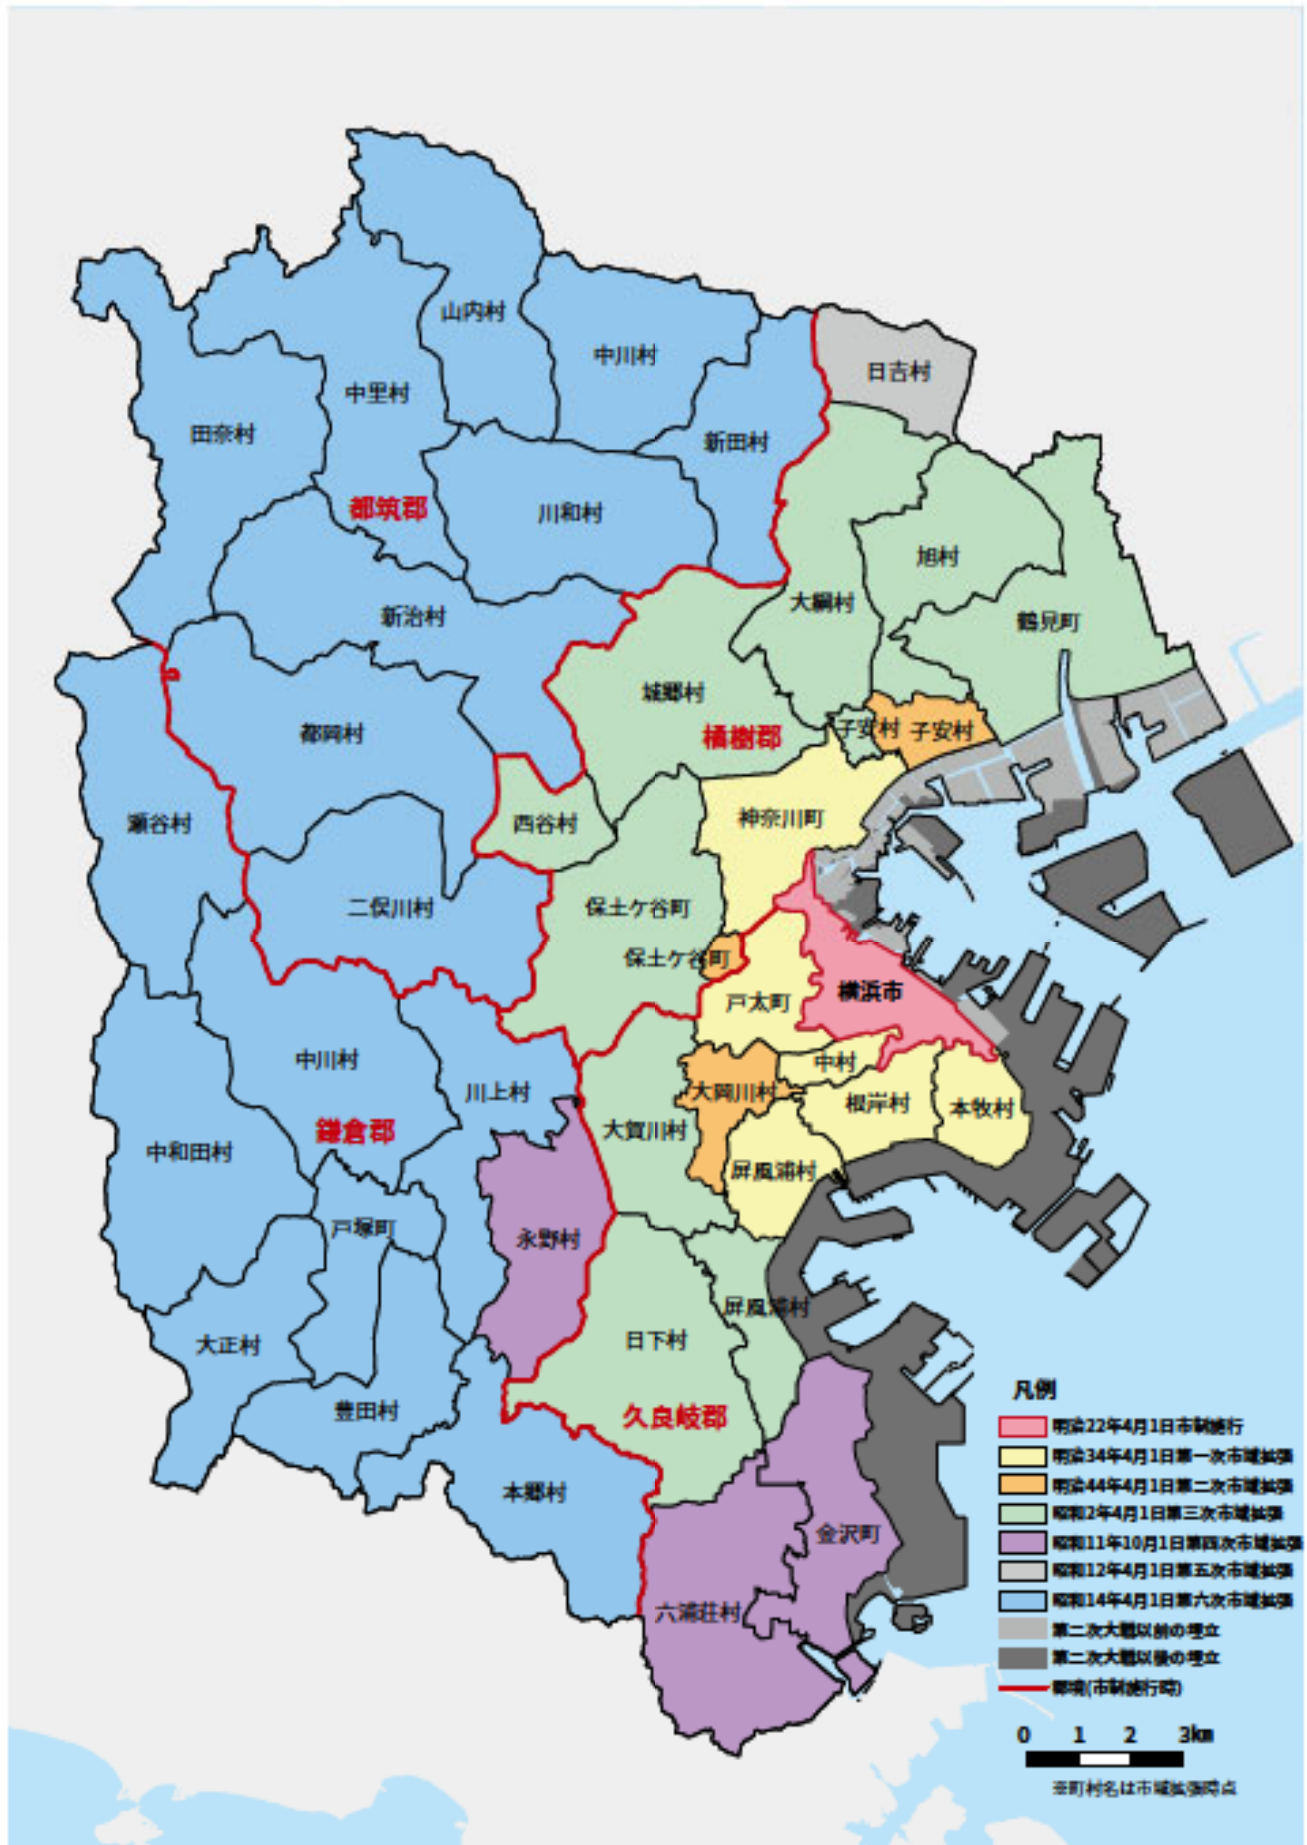 山内村
中川村
日吉村
中里村
田奈村
新田村
都筑郡
川和村
旭村
大綱村
新治村
鶴見町
城郷村
都岡村
橘樹郡
子安村
子安村
瀬谷村
西谷村
神奈川町
二俣川村
保土ケ谷町
保土ケ谷町
戸太町
横浜市
中川村
中村
川上村
大岡川村
根岸村
本牧村
鎌倉郡
大賀川村
中和田村
屏風浦村
戸塚町
永野村
屏風浦村
大正村
日下村
豊田村
久良岐郡
本郷村
金沢町
六浦荘村
凡例
明治22年4月1日市制施行
明治34年4月1日第一次市域拡張
明治44年4月1日第二次市域拡張
昭和2年4月1日第三次市域拡張
昭和11年10月1日第四次市域拡張
昭和12年4月1日第五次市域拡張
昭和14年4月1日第六次市域拡張
第二次大戦以前の埋立
第二次大戦以後の埋立
郡境(市制施行時)
0 1 2 3km
※町村名は市域拡張時点